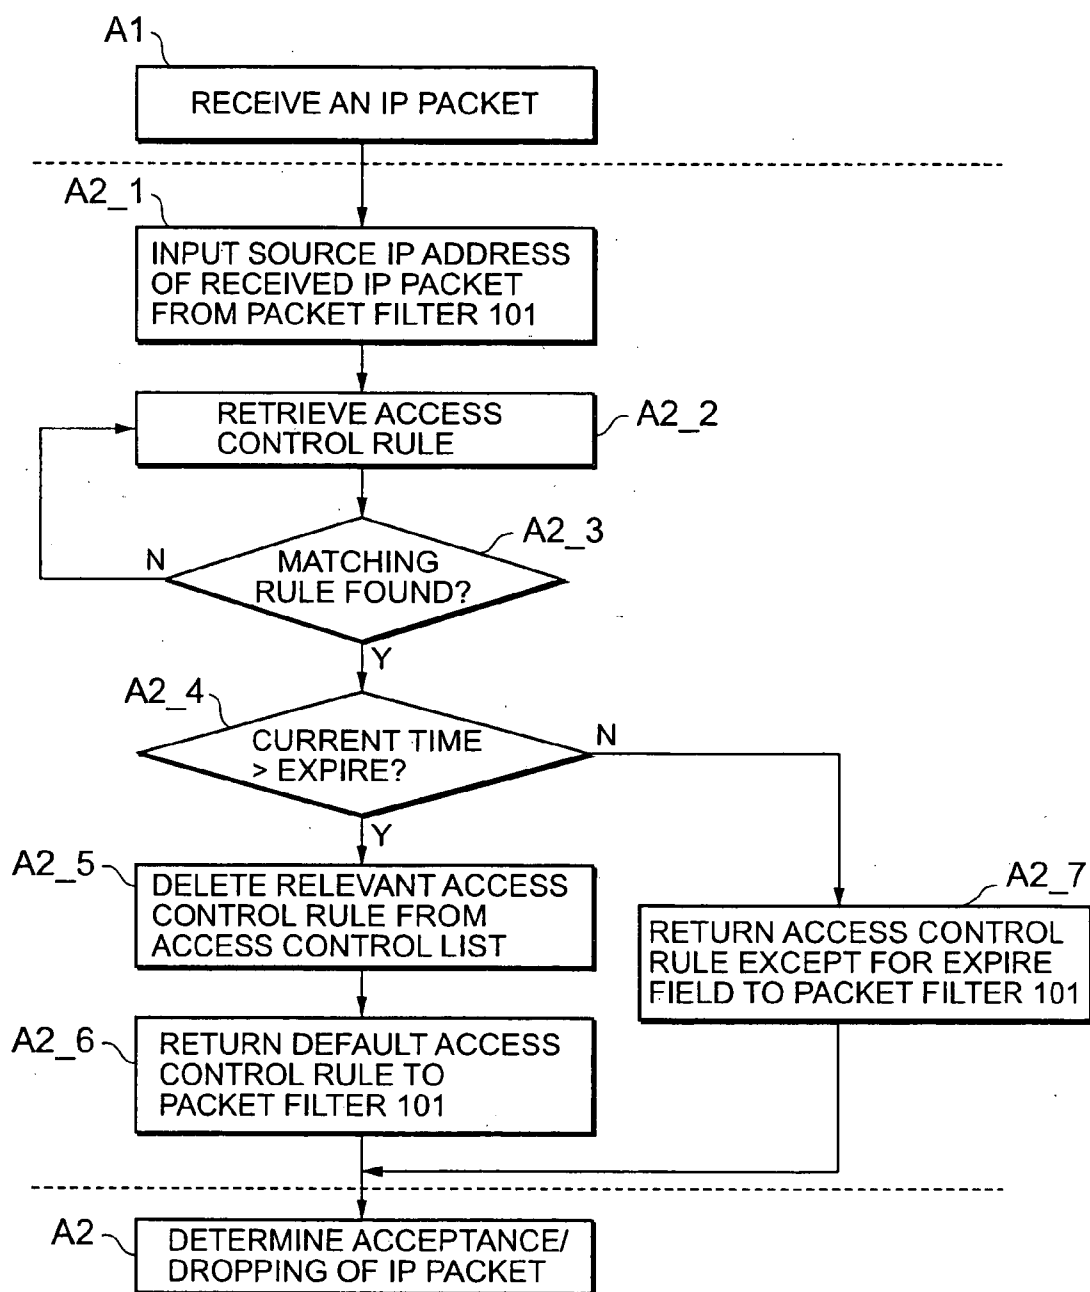 A1
RECEIVE AN IP PACKET
A2_1
INPUT SOURCE IP ADDRESS
OF RECEIVED IP PACKET
FROM PACKET FILTER 101
RETRIEVE ACCESS
CONTROL RULE
A2_2
A2_3
MATCHING
RULE FOUND?
N
Y
A2_4
CURRENT TIME
> EXPIRE?
N
Y
A2_5
DELETE RELEVANT ACCESS
CONTROL RULE FROM
ACCESS CONTROL LIST
A2_7
RETURN ACCESS CONTROL
RULE EXCEPT FOR EXPIRE
FIELD TO PACKET FILTER 101
A2_6
RETURN DEFAULT ACCESS
CONTROL RULE TO
PACKET FILTER 101
A2
DETERMINE ACCEPTANCE/
DROPPING OF IP PACKET